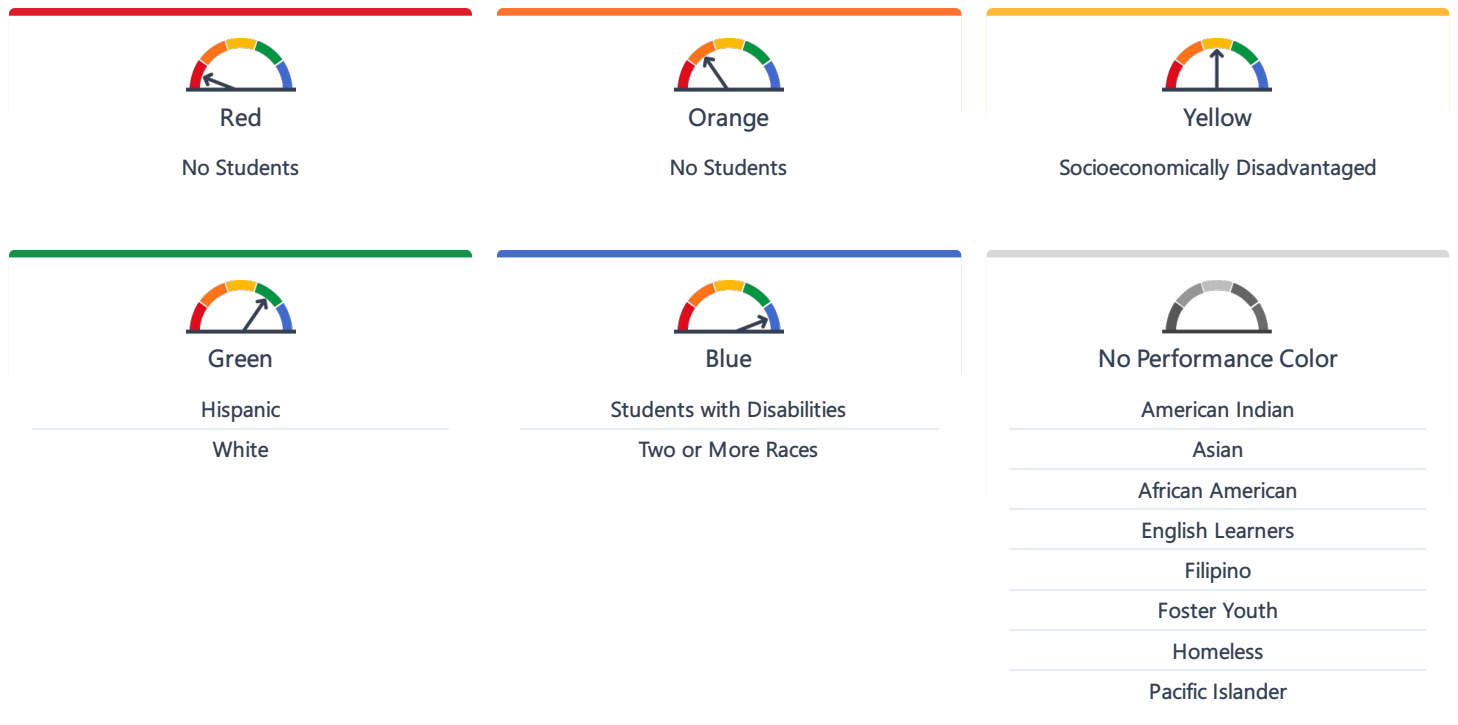 Red
No Students
Orange
No Students
Yellow
Socioeconomically Disadvantaged
Green
Hispanic
White
Blue
Students with Disabilities
Two or More Races
No Performance Color
American Indian
Asian
African American
English Learners
Filipino
Foster Youth
Homeless
Pacific Islander